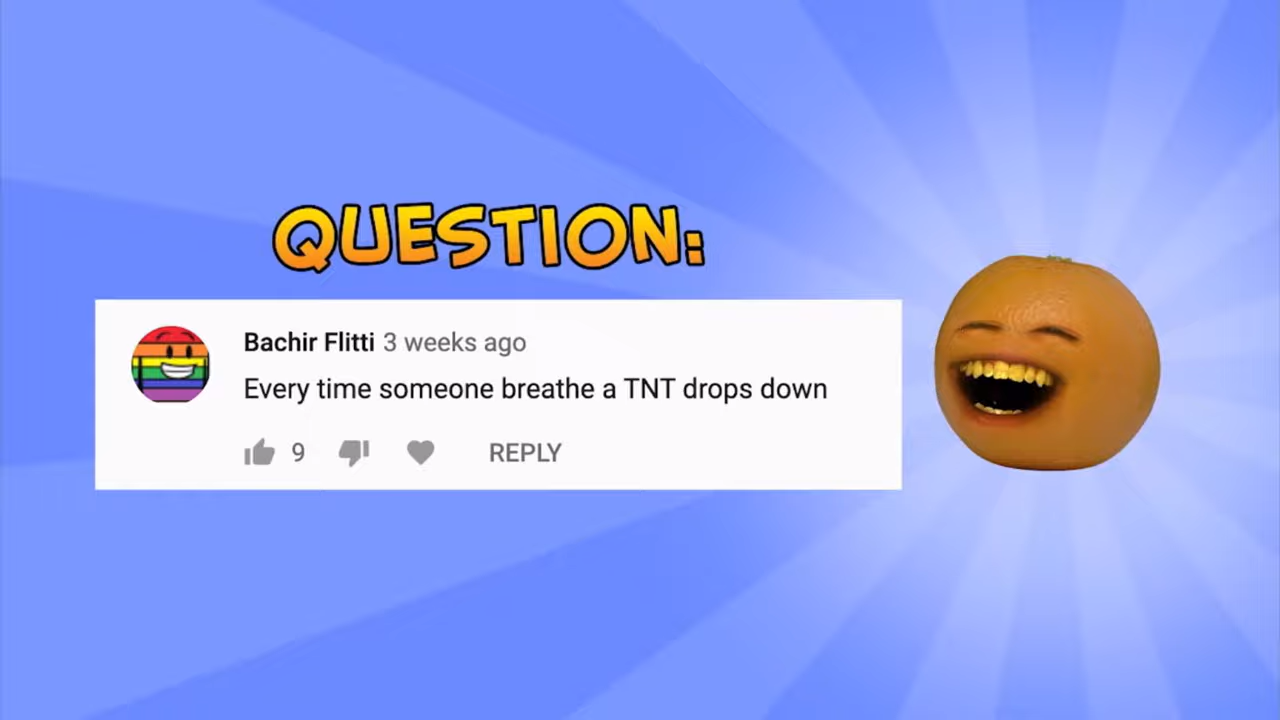 QUESTION:
Bachir Flitti 3 weeks ago
Every time someone breathe a TNT drops down
9 REPLY